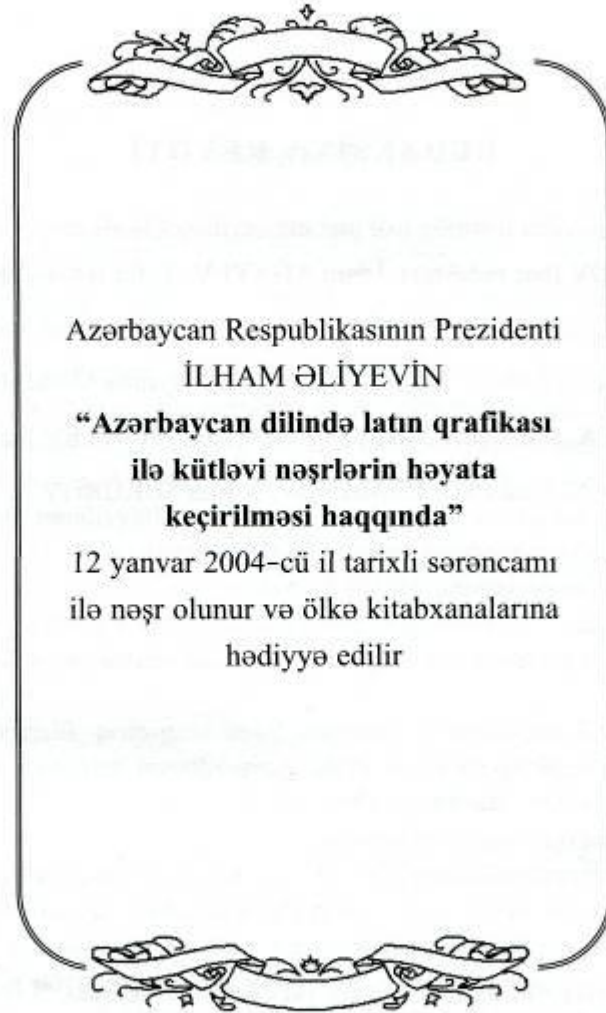 Azərbaycan Respublikasının Prezidenti
İLHAM ƏLİYEVİN
“Azərbaycan dilində latın qrafikası
ilə kütləvi nəşrlərin həyata
keçirilməsi haqqında”
12 yanvar 2004-cü il tarixli sərəncamı
ilə nəşr olunur və ölkə kitabxanalarına
hədiyyə edilir